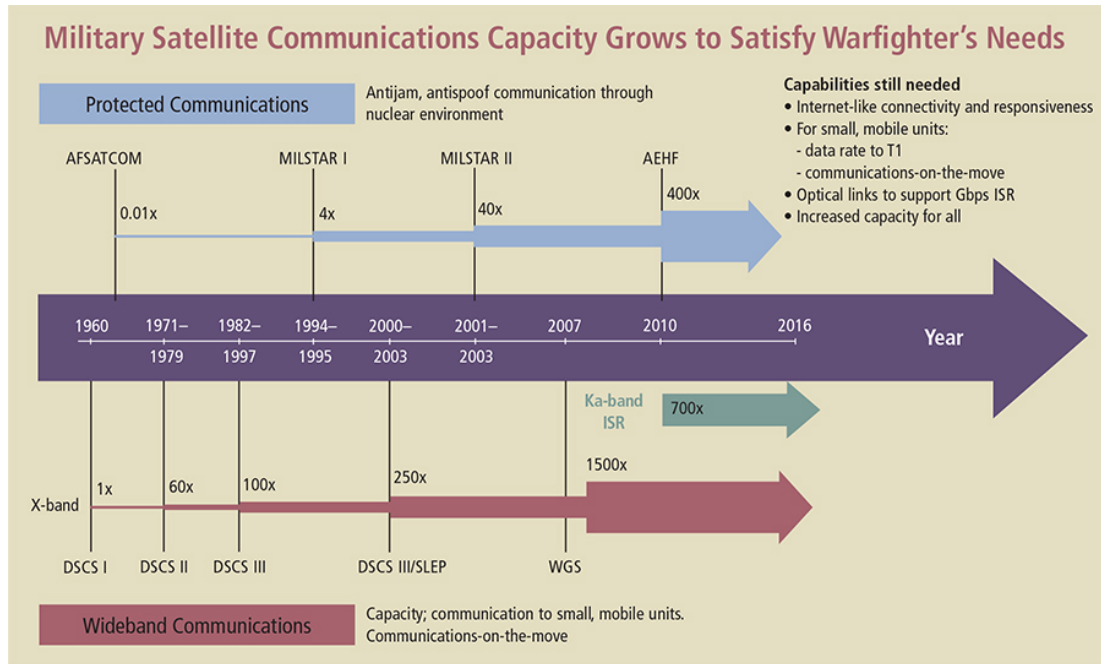 Military Satellite Communications Capacity Grows to Satisfy Warfighter's Needs
Protected Communications
Antijam, antispoof communication through
nuclear environment
Capabilities still needed
• Internet-like connectivity and responsiveness
• For small, mobile units:
- data rate to T1
- communications-on-the-move
• Optical links to support Gbps ISR
• Increased capacity for all
AFSATCOM
MILSTAR I
MILSTAR II
AEHF
0.01x
4x
40x
400x
1960
1971–
1979
1982–
1997
1994–
1995
2000–
2003
2001–
2003
2007
2010
2016
Year
Ka-band
ISR
700x
X-band
1x
60x
100x
250x
1500x
DSCS I
DSCS II
DSCS III
DSCS III/SLEP
WGS
Wideband Communications
Capacity; communication to small, mobile units.
Communications-on-the-move